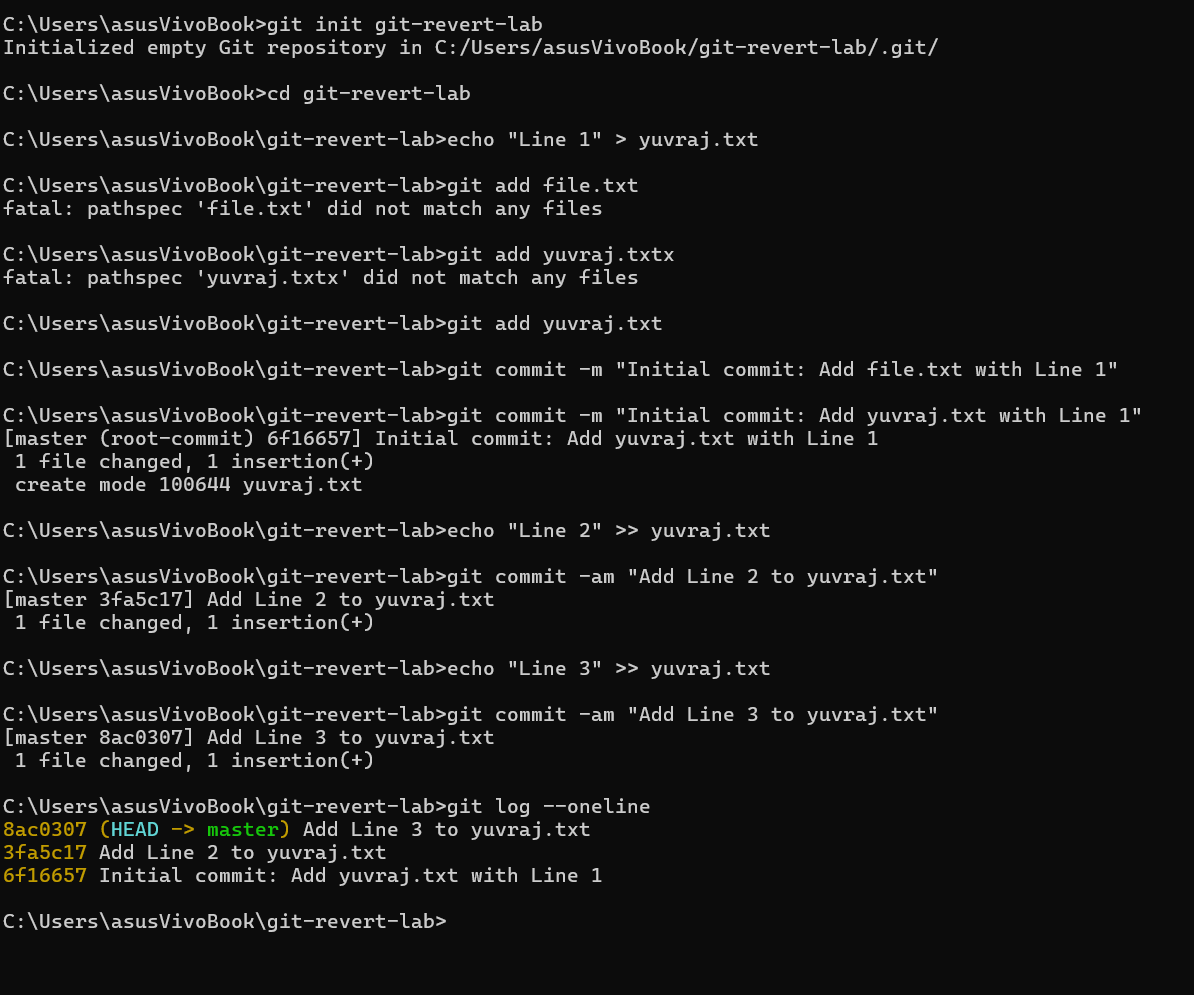 C:\Users\asusVivoBook>git init git-revert-lab
Initialized empty Git repository in C:/Users/asusVivoBook/git-revert-lab/.git/
C:\Users\asusVivoBook>cd git-revert-lab
C:\Users\asusVivoBook\git-revert-lab>echo "Line 1" > yuvraj.txt
C:\Users\asusVivoBook\git-revert-lab>git add file.txt
fatal: pathspec 'file.txt' did not match any files
C:\Users\asusVivoBook\git-revert-lab>git add yuvraj.txtx
fatal: pathspec 'yuvraj.txtx' did not match any files
C:\Users\asusVivoBook\git-revert-lab>git add yuvraj.txt
C:\Users\asusVivoBook\git-revert-lab>git commit -m "Initial commit: Add file.txt with Line 1"
C:\Users\asusVivoBook\git-revert-lab>git commit -m "Initial commit: Add yuvraj.txt with Line 1"
[master (root-commit) 6f16657] Initial commit: Add yuvraj.txt with Line 1
 1 file changed, 1 insertion(+)
 create mode 100644 yuvraj.txt
C:\Users\asusVivoBook\git-revert-lab>echo "Line 2" >> yuvraj.txt
C:\Users\asusVivoBook\git-revert-lab>git commit -am "Add Line 2 to yuvraj.txt"
[master 3fa5c17] Add Line 2 to yuvraj.txt
 1 file changed, 1 insertion(+)
C:\Users\asusVivoBook\git-revert-lab>echo "Line 3" >> yuvraj.txt
C:\Users\asusVivoBook\git-revert-lab>git commit -am "Add Line 3 to yuvraj.txt"
[master 8ac0307] Add Line 3 to yuvraj.txt
 1 file changed, 1 insertion(+)
C:\Users\asusVivoBook\git-revert-lab>git log --oneline
8ac0307 (HEAD -> master) Add Line 3 to yuvraj.txt
3fa5c17 Add Line 2 to yuvraj.txt
6f16657 Initial commit: Add yuvraj.txt with Line 1
C:\Users\asusVivoBook\git-revert-lab>